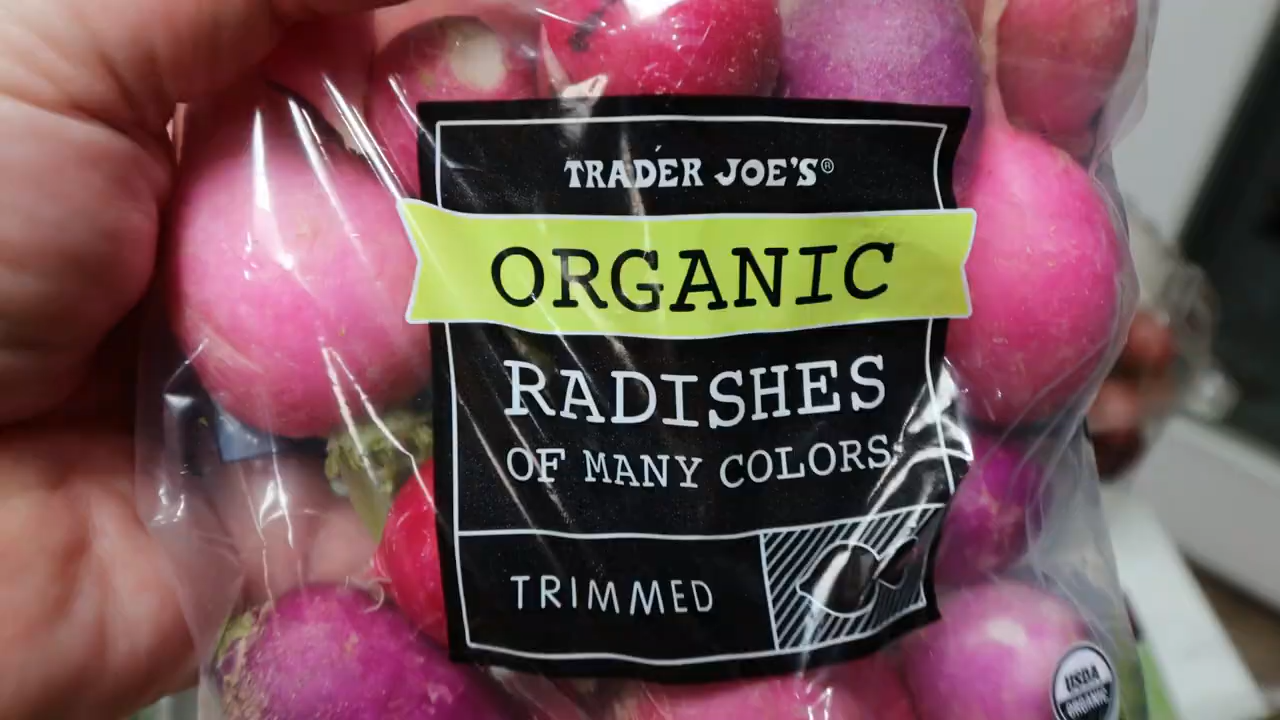 TRADER JOE'S®
ORGANIC
RADISHES
OF MANY COLORS
TRIMMED
USDA
ORGANIC